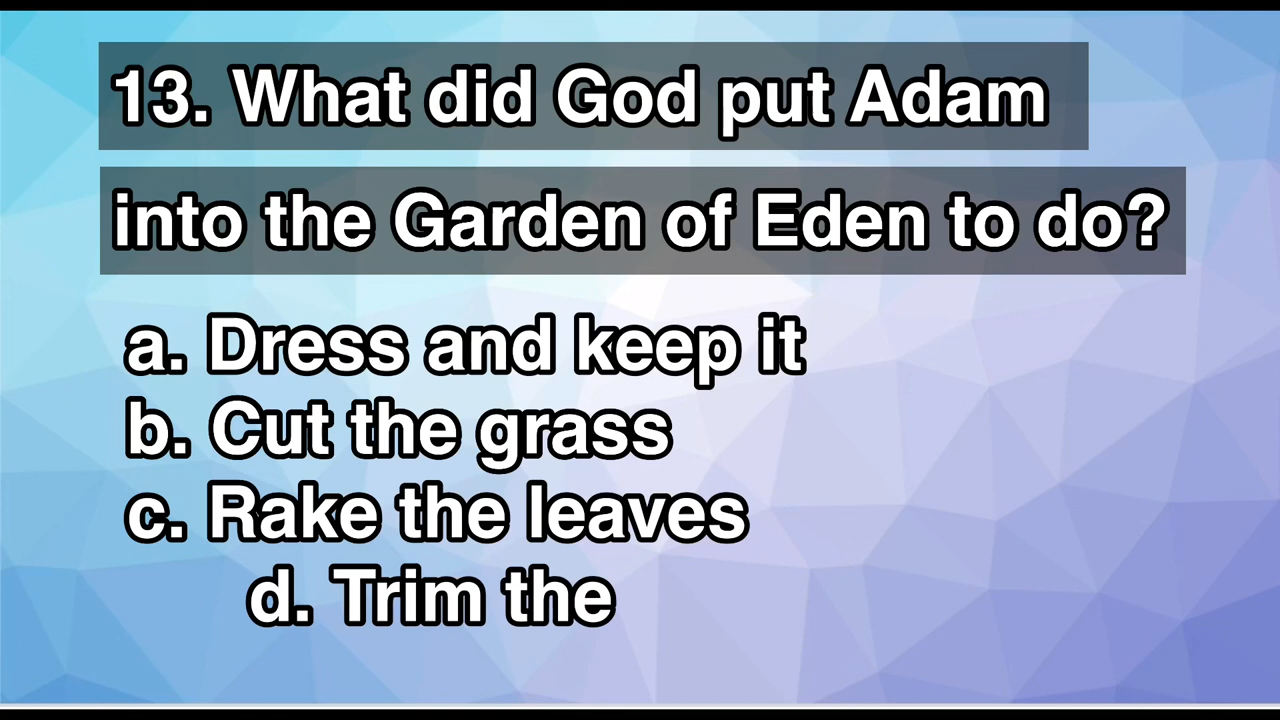 13. What did God put Adam
into the Garden of Eden to do?
a. Dress and keep it
b. Cut the grass
c. Rake the leaves
d. Trim the